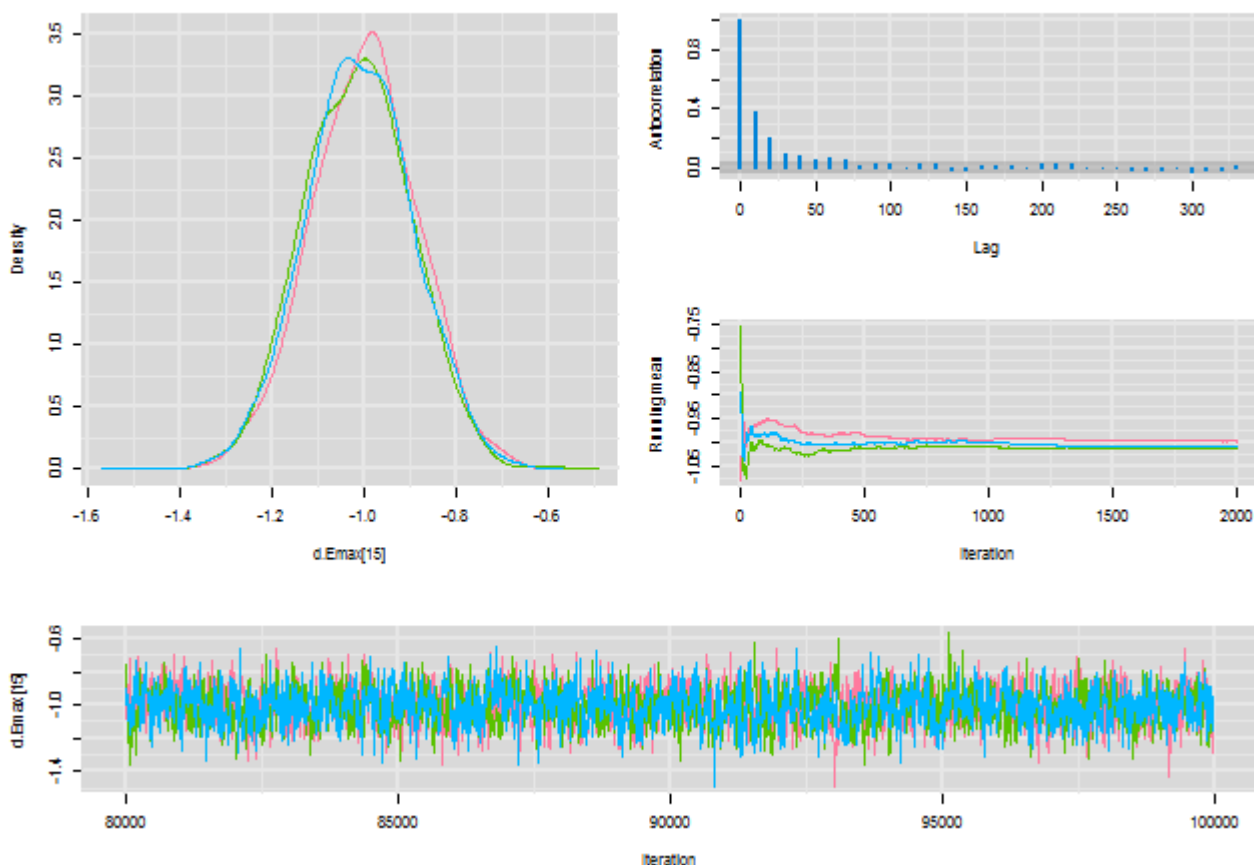 Density
0.0 0.5 1.0 1.5 2.0 2.5 3.0 3.5
-1.6 -1.4 -1.2 -1.0 -0.8 -0.6
d.Emax[15]
Autocorrelation
0.0 0.4 0.8
0 50 100 150 200 250 300
Lag
Running mean
-1.05 -0.95 -0.85 -0.75
0 500 1000 1500 2000
Iteration
d.Emax[15]
-1.4 -1.0 -0.6
80000 85000 90000 95000 100000
Iteration